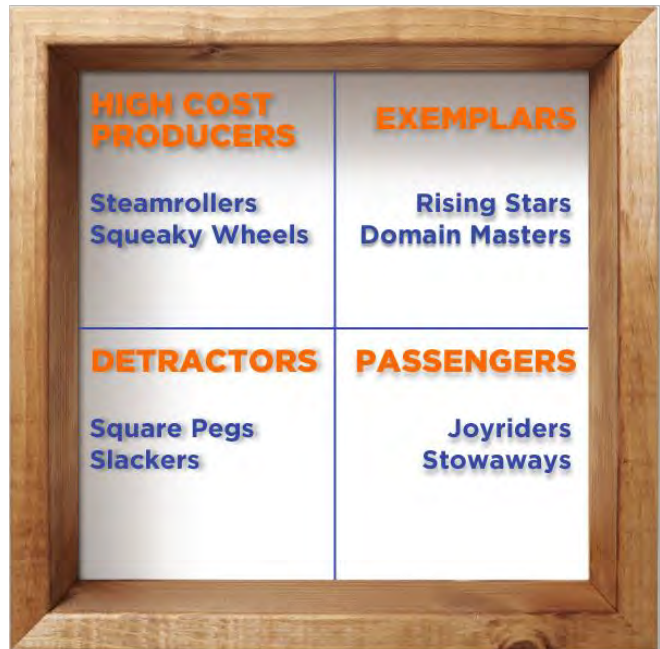 HIGH COST
PRODUCERS
Steamrollers
Squeaky Wheels
EXEMPLARS
Rising Stars
Domain Masters
DETRACTORS
Square Pegs
Slackers
PASSENGERS
Joyriders
Stowaways